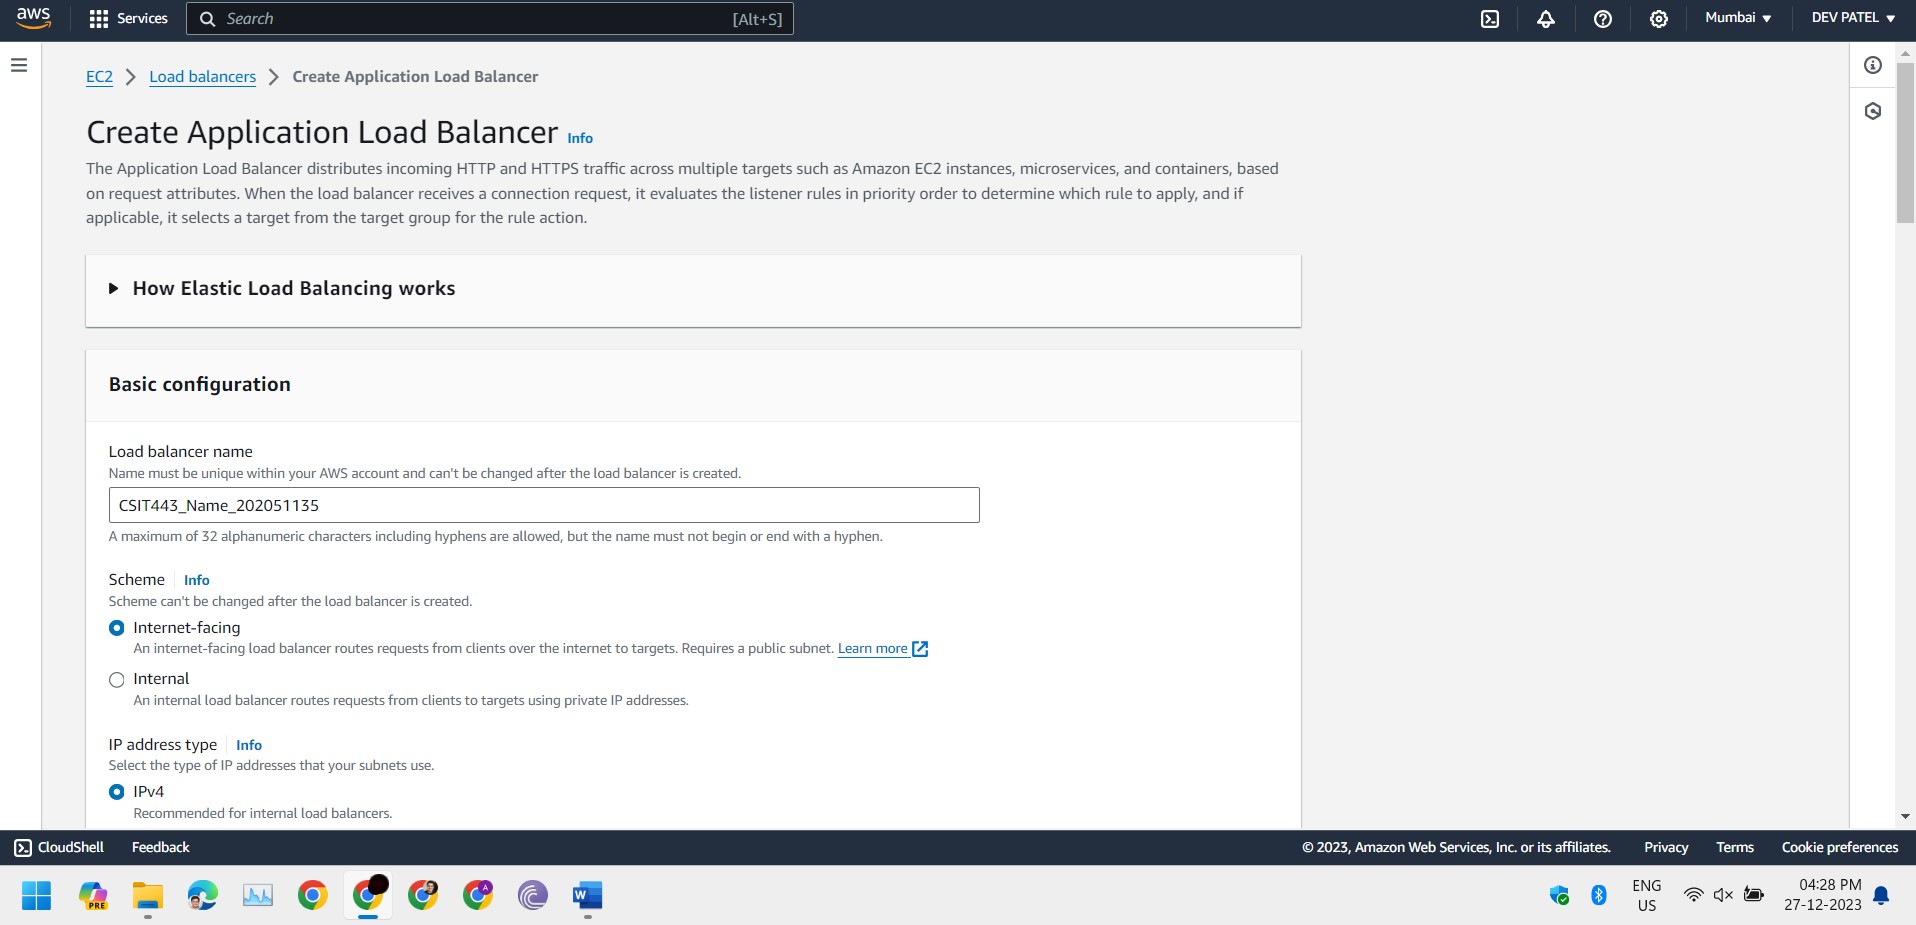 aws
Services
Search
[Alt+S]
Mumbai
DEV PATEL
EC2
Load balancers
Create Application Load Balancer
Create Application Load Balancer Info
The Application Load Balancer distributes incoming HTTP and HTTPS traffic across multiple targets such as Amazon EC2 instances, microservices, and containers, based
on request attributes. When the load balancer receives a connection request, it evaluates the listener rules in priority order to determine which rule to apply, and if
applicable, it selects a target from the target group for the rule action.
How Elastic Load Balancing works
Basic configuration
Load balancer name
Name must be unique within your AWS account and can't be changed after the load balancer is created.
CSIT443_Name_202051135
A maximum of 32 alphanumeric characters including hyphens are allowed, but the name must not begin or end with a hyphen.
Scheme Info
Scheme can't be changed after the load balancer is created.
Internet-facing
An internet-facing load balancer routes requests from clients over the internet to targets. Requires a public subnet. Learn more
Internal
An internal load balancer routes requests from clients to targets using private IP addresses.
IP address type Info
Select the type of IP addresses that your subnets use.
IPv4
Recommended for internal load balancers.
CloudShell
Feedback
© 2023, Amazon Web Services, Inc. or its affiliates.
Privacy
Terms
Cookie preferences
PRE
A
W
ENG
US
04:28 PM
27-12-2023